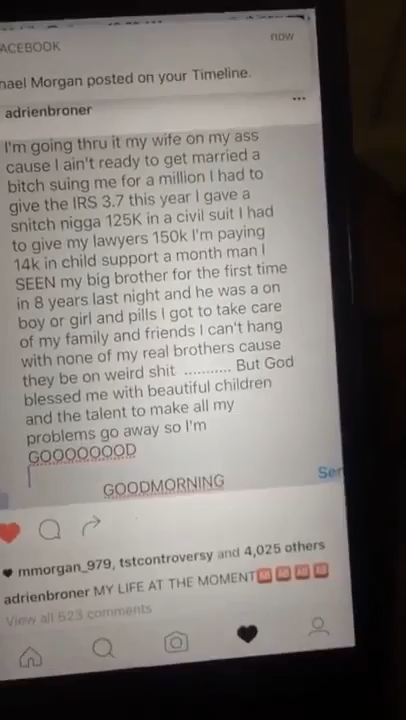 ACEBOOK
now
hael Morgan posted on your Timeline.
adrienbroner
I'm going thru it my wife on my ass
cause I ain't ready to get married a
bitch suing me for a million I had to
give the IRS 3.7 this year I gave a
snitch nigga 125K in a civil suit I had
to give my lawyers 150k I'm paying
14k in child support a month man I
SEEN my big brother for the first time
in 8 years last night and he was a on
boy or girl and pills I got to take care
of my family and friends I can't hang
with none of my real brothers cause
they be on weird shit ........... But God
blessed me with beautiful children
and the talent to make all my
problems go away so I'm
GOOOOOOOD
Ser
GOODMORNING
mmorgan_979, tstcontroversy and 4,025 others
adrienbroner MY LIFE AT THE MOMENT🆘🆘🆘🆘
View all 523 comments